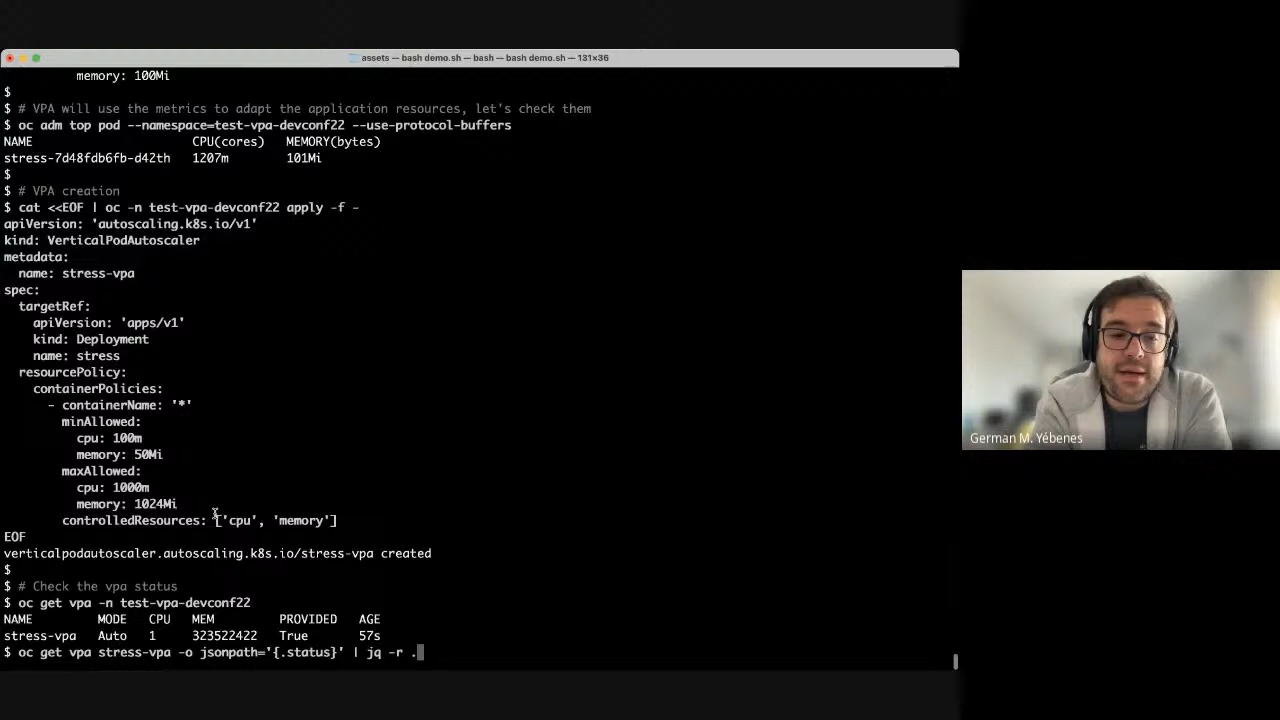 assets — bash demo.sh — bash — bash demo.sh — 131×36
memory: 100Mi
$
$ # VPA will use the metrics to adapt the application resources, let's check them
$ oc adm top pod --namespace=test-vpa-devconf22 --use-protocol-buffers
NAME CPU(cores) MEMORY(bytes)
stress-7d48fdb6fb-d42th 1207m 101Mi
$
$ # VPA creation
$ cat <<EOF | oc -n test-vpa-devconf22 apply -f -
apiVersion: 'autoscaling.k8s.io/v1'
kind: VerticalPodAutoscaler
metadata:
name: stress-vpa
spec:
targetRef:
apiVersion: 'apps/v1'
kind: Deployment
name: stress
resourcePolicy:
containerPolicies:
- containerName: '*'
minAllowed:
cpu: 100m
memory: 50Mi
maxAllowed:
cpu: 1000m
memory: 1024Mi
controlledResources: ['cpu', 'memory']
EOF
verticalpodautoscaler.autoscaling.k8s.io/stress-vpa created
$
$ # Check the vpa status
$ oc get vpa -n test-vpa-devconf22
NAME MODE CPU MEM PROVIDED AGE
stress-vpa Auto 1 323522422 True 57s
$ oc get vpa stress-vpa -o jsonpath='{.status}' | jq -r .
German M. Yébenes